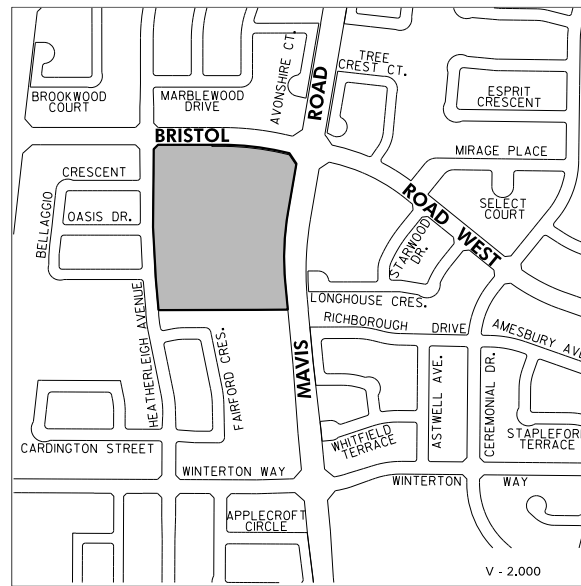 BROOKWOOD
COURT
MARBLEWOOD
DRIVE
AVONSHIRE CT.
ROAD
TREE
CREST CT.
ESPRIT
CRESCENT
BRISTOL
MIRAGE PLACE
CRESCENT
ROAD WEST
SELECT
COURT
BELLAGGIO
OASIS DR.
STARWOOD
DR.
LONGHOUSE CRES.
RICHBOROUGH DRIVE
AMESBURY AVE
HEATHERLEIGH AVENUE
FAIRFORD CRES.
MAVIS
ASTWELL AVE.
CEREMONIAL DR.
CARDINGTON STREET
WHITFIELD
TERRACE
STAPLEFORD
TERRACE
WINTERTON WAY
WINTERTON WAY
APPLECROFT
CIRCLE
V - 2.000